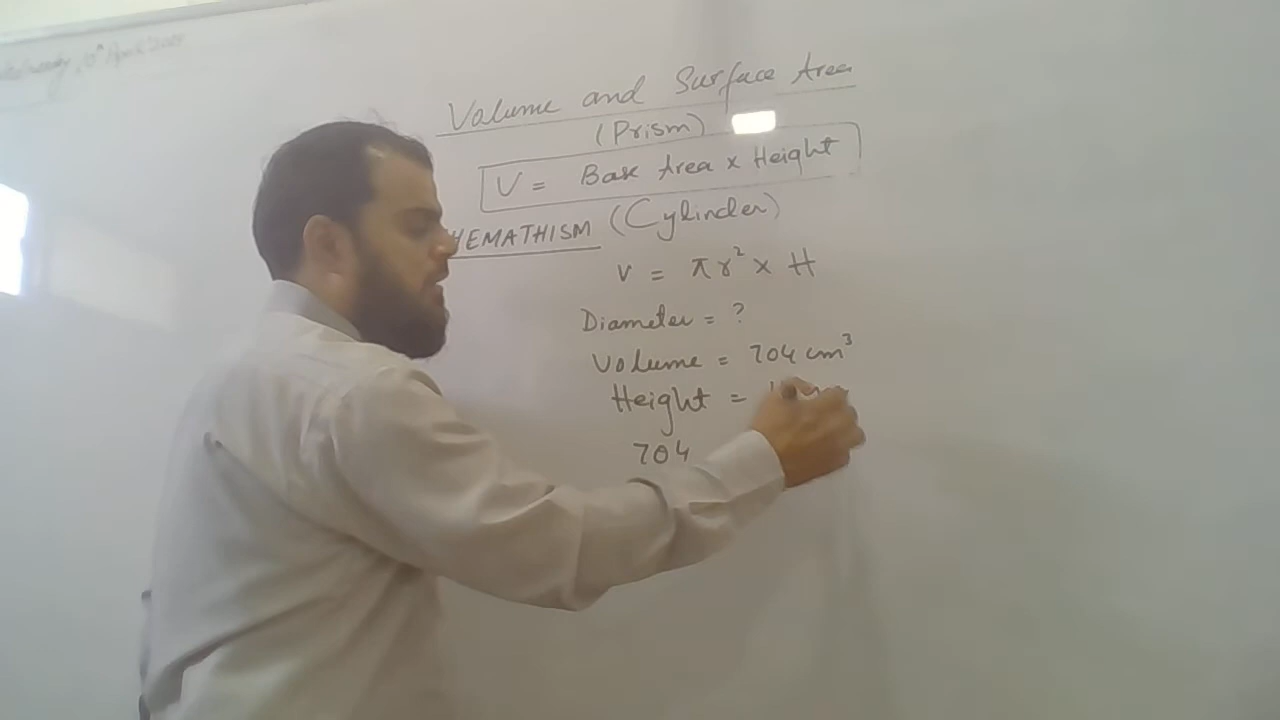 Volume and Surface Area
(Prism)
V = Base Area x Height
HEMATHISM (Cylinder)
V = πr² x H
Diameter = ?
Volume = 704 cm³
Height =
704